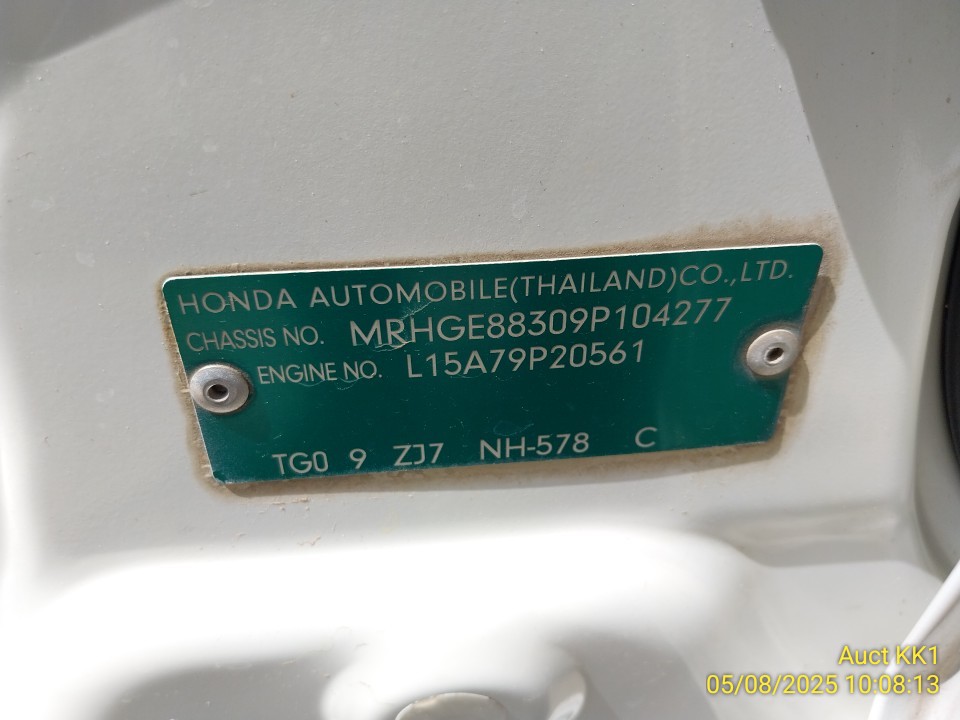 HONDA AUTOMOBILE(THAILAND)CO.,LTD.
CHASSIS NO. MRHGE88309P104277
ENGINE NO. L15A79P20561
TG0 9 ZJ7 NH-578 C
Auct KK1
05/08/2025 10:08:13